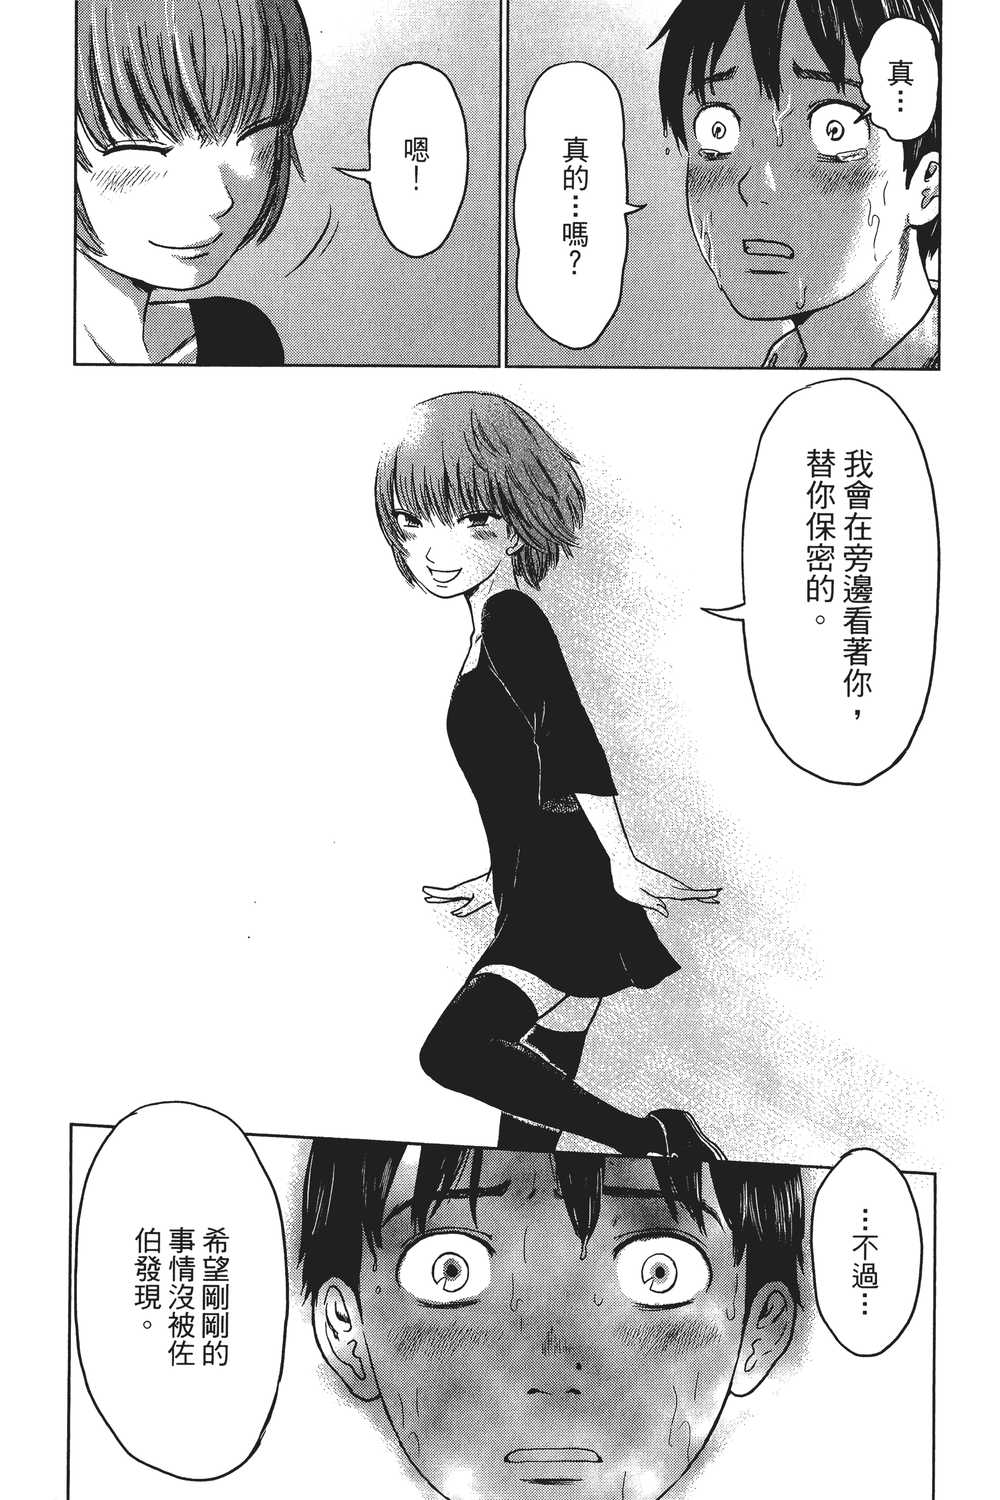 真…
真的…嗎?
嗯!
我會在旁邊看著你,
替你保密的。
…不過…
希望剛剛的
事情沒被佐
伯發現。